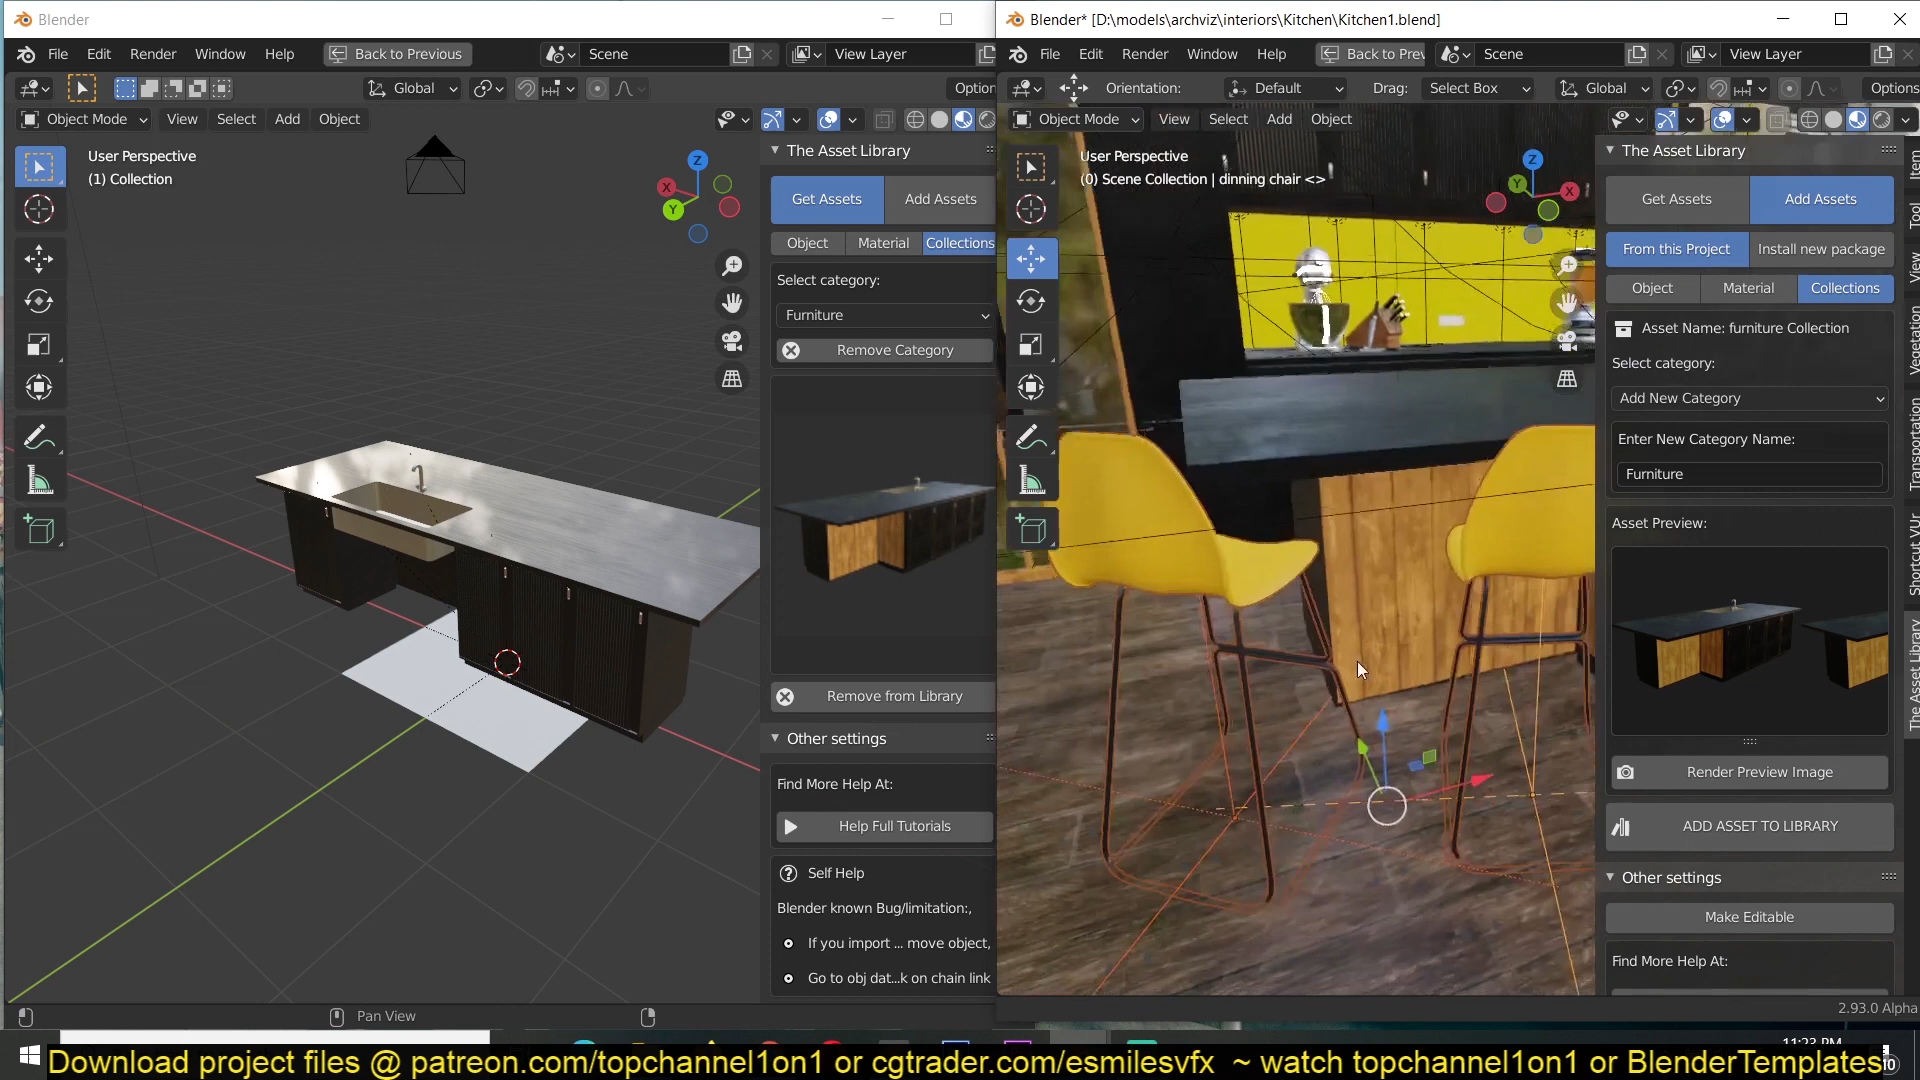 Blender
File Edit Render Window Help Back to Previous Scene View Layer
Global Option
Object Mode View Select Add Object
User Perspective
(1) Collection
Z
X
Y
The Asset Library
Get Assets Add Assets
Object Material Collections
Select category:
Furniture
Remove Category
Remove from Library
Other settings
Find More Help At:
Help Full Tutorials
Self Help
Blender known Bug/limitation:,
If you import ... move object,
Go to obj dat...k on chain link
Pan View
Blender* [D:\models\archviz\interiors\Kitchen\Kitchen1.blend]
File Edit Render Window Help Back to Prev Scene View Layer
Orientation: Default Drag: Select Box Global Options
Object Mode View Select Add Object
User Perspective
(0) Scene Collection | dinning chair <>
Z
Y
X
The Asset Library
Get Assets Add Assets
From this Project Install new package
Object Material Collections
Asset Name: furniture Collection
Select category:
Add New Category
Enter New Category Name:
Furniture
Asset Preview:
Render Preview Image
ADD ASSET TO LIBRARY
Other settings
Make Editable
Find More Help At:
Item
Tool
View
Vegetation
Transportation
Shortcut VUr
The Asset Library
2.93.0 Alpha
11:23 PM
Download project files @ patreon.com/topchannel1on1 or cgtrader.com/esmilesvfx ~ watch topchannel1on1 or BlenderTemplates